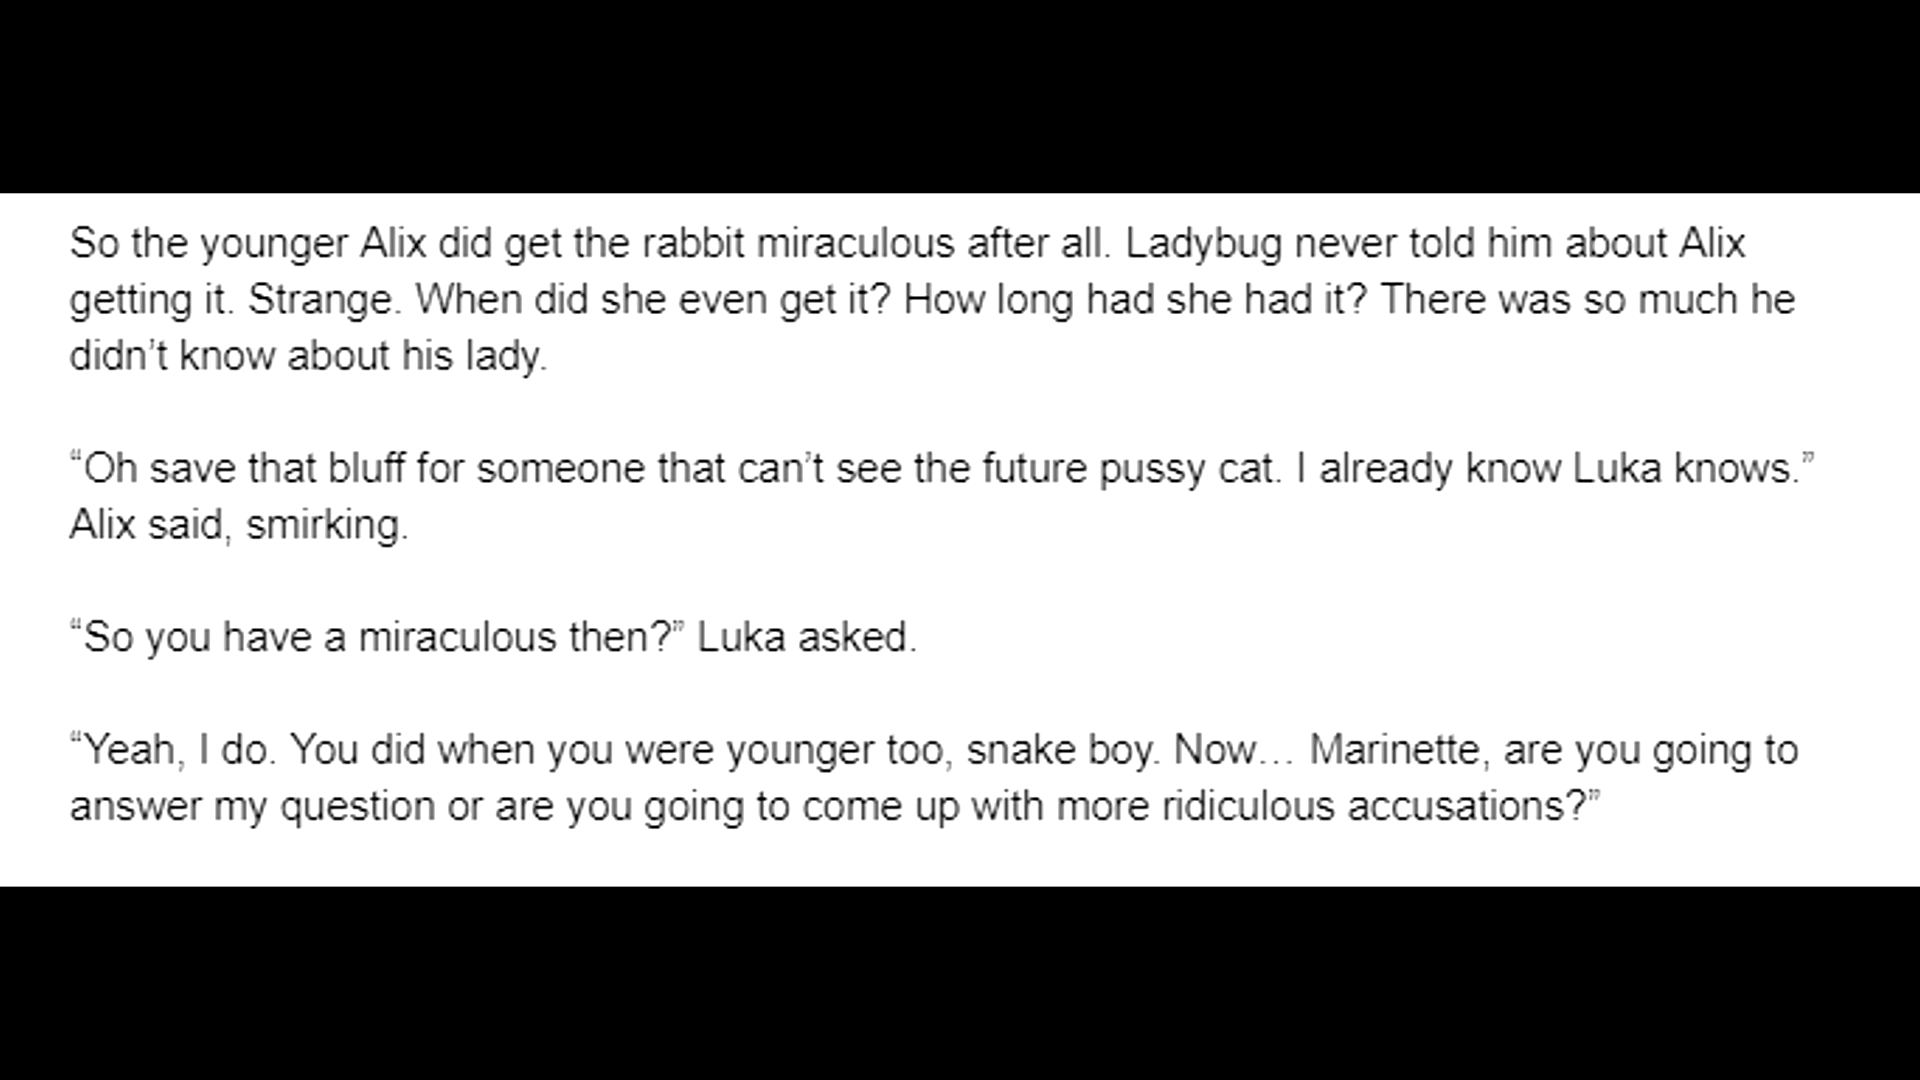 So the younger Alix did get the rabbit miraculous after all. Ladybug never told him about Alix
getting it. Strange. When did she even get it? How long had she had it? There was so much he
didn’t know about his lady.
“Oh save that bluff for someone that can’t see the future pussy cat. I already know Luka knows.”
Alix said, smirking.
“So you have a miraculous then?” Luka asked.
“Yeah, I do. You did when you were younger too, snake boy. Now… Marinette, are you going to
answer my question or are you going to come up with more ridiculous accusations?”